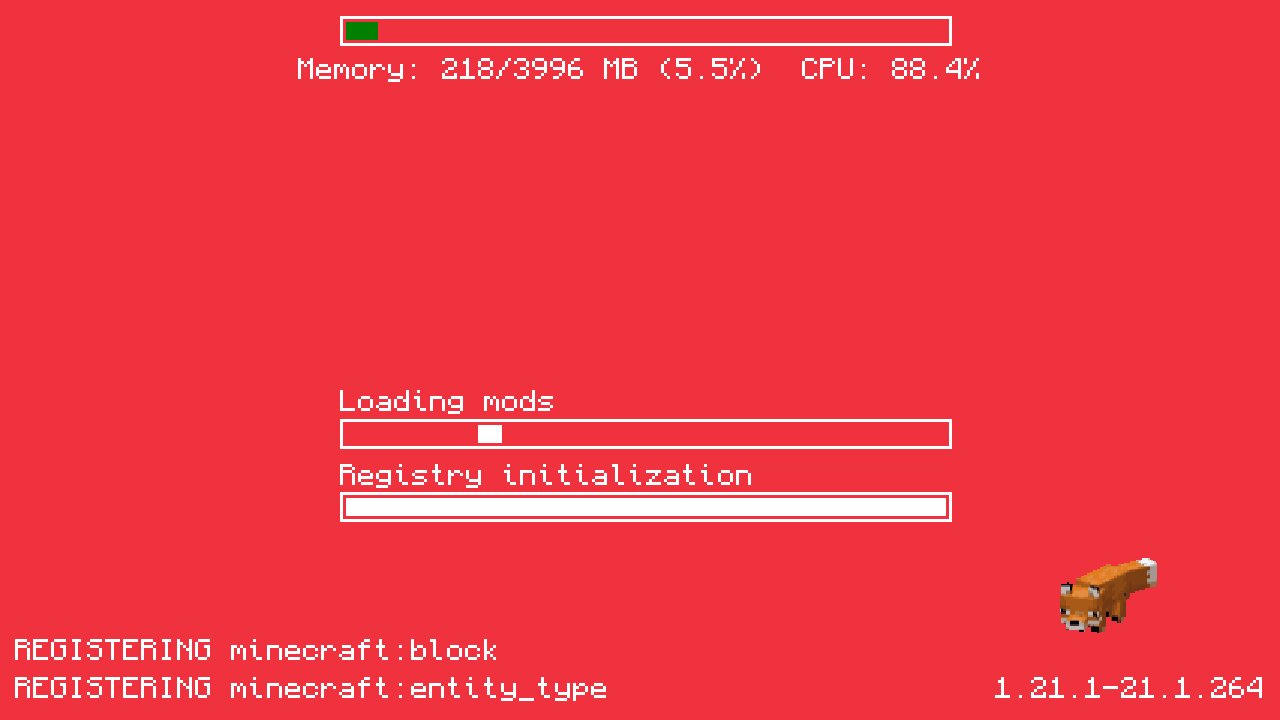 Memory: 218/3996 MB (5.5%)  CPU: 88.4%
Loading mods
Registry initialization
REGISTERING minecraft:block
REGISTERING minecraft:entity_type
1.21.1-21.1.264